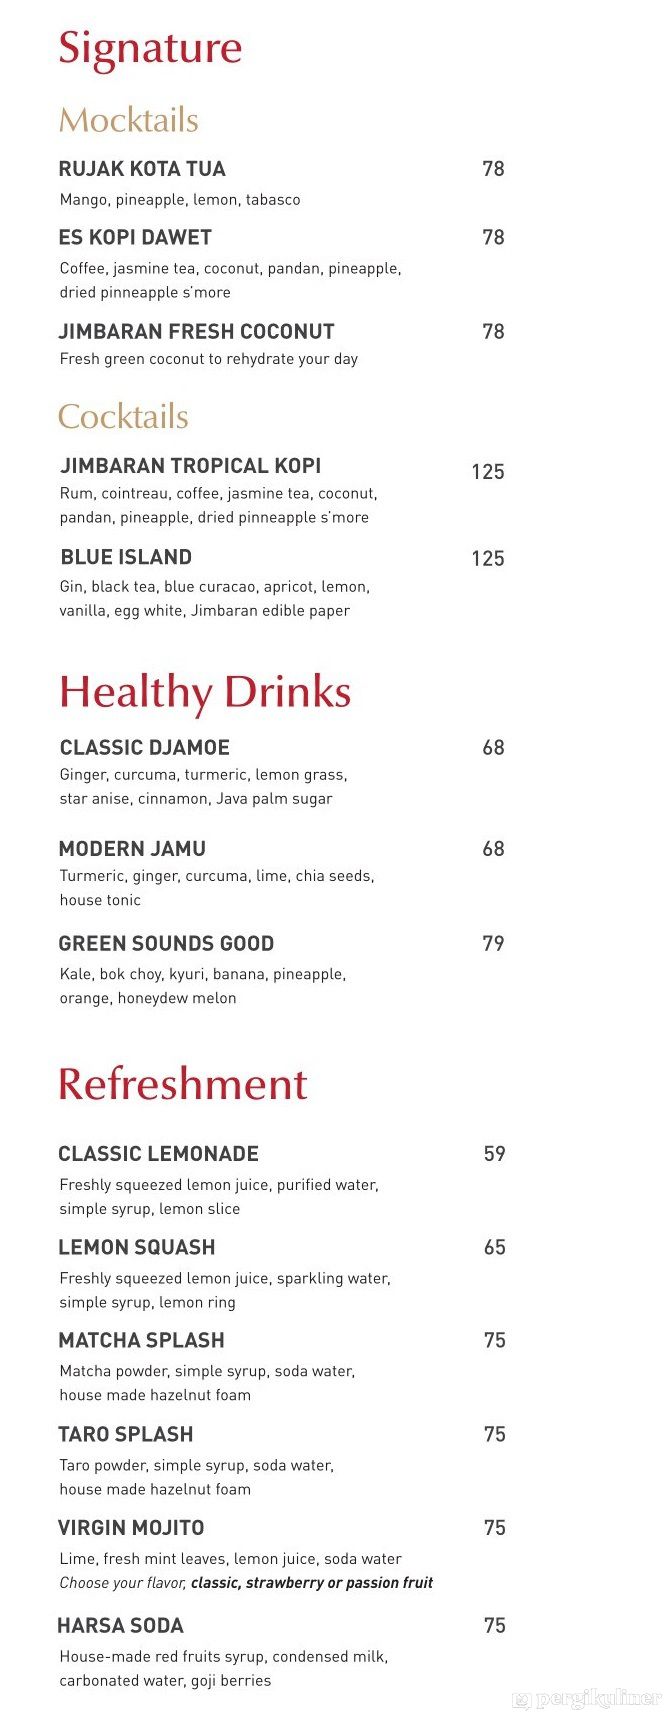 Signature
Mocktails
RUJAK KOTA TUA 78
Mango, pineapple, lemon, tabasco
ES KOPI DAWET 78
Coffee, jasmine tea, coconut, pandan, pineapple,
dried pinneapple s'more
JIMBARAN FRESH COCONUT 78
Fresh green coconut to rehydrate your day
Cocktails
JIMBARAN TROPICAL KOPI 125
Rum, cointreau, coffee, jasmine tea, coconut,
pandan, pineapple, dried pinneapple s'more
BLUE ISLAND 125
Gin, black tea, blue curacao, apricot, lemon,
vanilla, egg white, Jimbaran edible paper
Healthy Drinks
CLASSIC DJAMOE 68
Ginger, curcuma, turmeric, lemon grass,
star anise, cinnamon, Java palm sugar
MODERN JAMU 68
Turmeric, ginger, curcuma, lime, chia seeds,
house tonic
GREEN SOUNDS GOOD 79
Kale, bok choy, kyuri, banana, pineapple,
orange, honeydew melon
Refreshment
CLASSIC LEMONADE 59
Freshly squeezed lemon juice, purified water,
simple syrup, lemon slice
LEMON SQUASH 65
Freshly squeezed lemon juice, sparkling water,
simple syrup, lemon ring
MATCHA SPLASH 75
Matcha powder, simple syrup, soda water,
house made hazelnut foam
TARO SPLASH 75
Taro powder, simple syrup, soda water,
house made hazelnut foam
VIRGIN MOJITO 75
Lime, fresh mint leaves, lemon juice, soda water
Choose your flavor, classic, strawberry or passion fruit
HARSA SODA 75
House-made red fruits syrup, condensed milk,
carbonated water, goji berries
pergikuliner